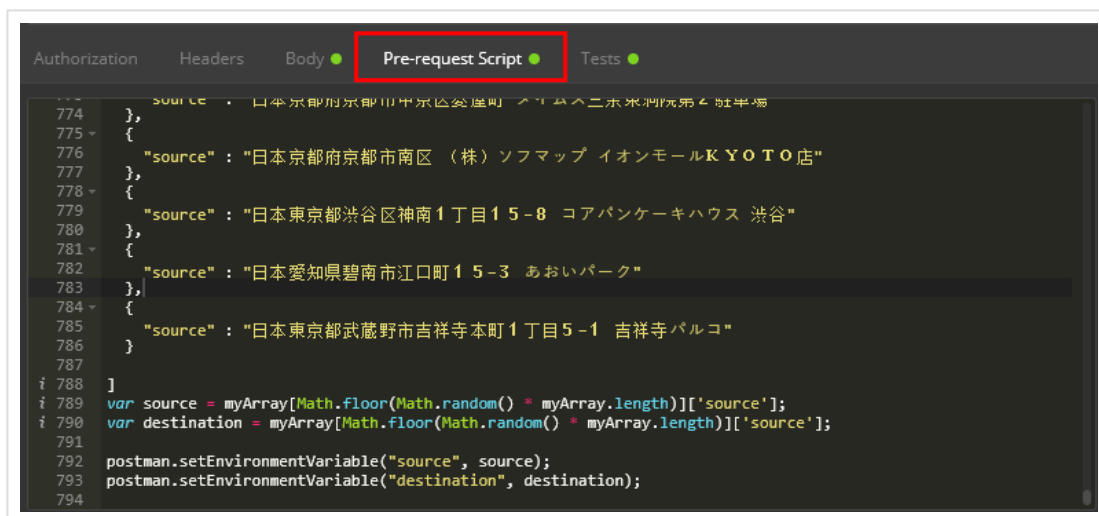 Authorization Headers Body Pre-request Script Tests
774 },
775 {
776 "source" : "日本京都府京都市南区 （株）ソフマップ イオンモールＫＹＯＴＯ店"
777 },
778 {
779 "source" : "日本東京都渋谷区神南１丁目１５−８ コアパンケーキハウス 渋谷"
780 },
781 {
782 "source" : "日本愛知県碧南市江口町１５−３ あおいパーク"
783 },
784 {
785 "source" : "日本東京都武蔵野市吉祥寺本町１丁目５−１ 吉祥寺パルコ"
786 }
787
i 788 ]
i 789 var source = myArray[Math.floor(Math.random() * myArray.length)]['source'];
i 790 var destination = myArray[Math.floor(Math.random() * myArray.length)]['source'];
791
792 postman.setEnvironmentVariable("source", source);
793 postman.setEnvironmentVariable("destination", destination);
794